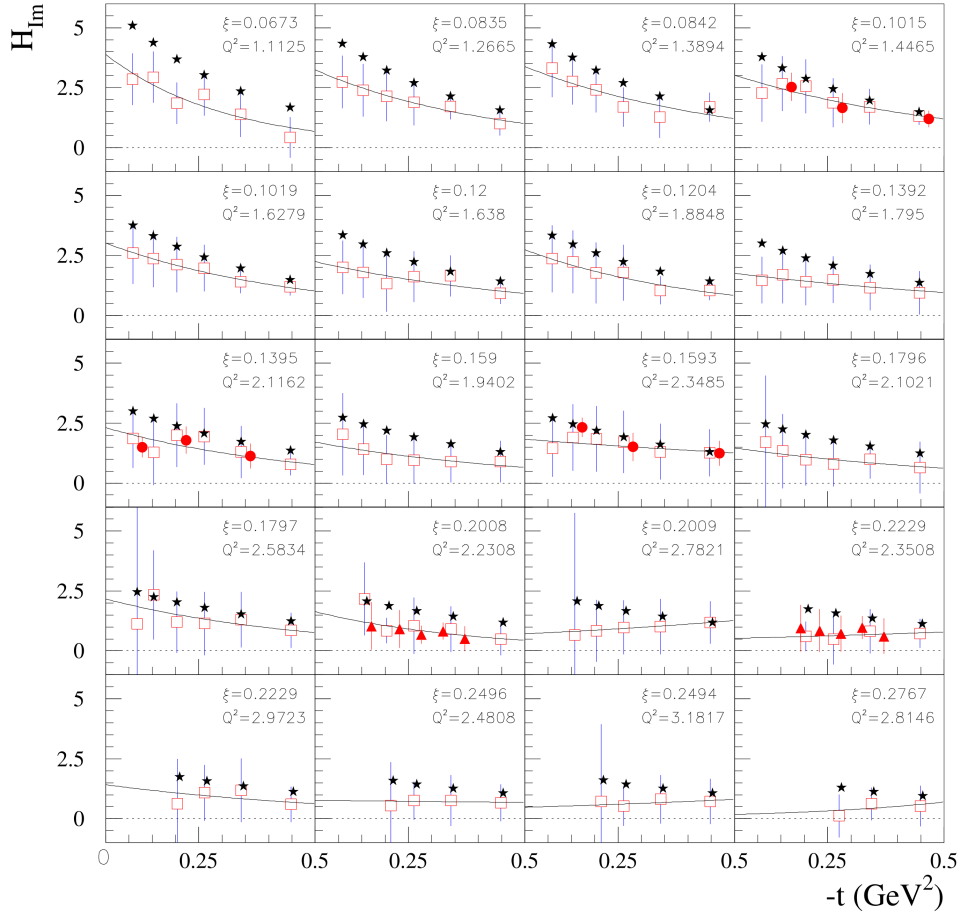 H_Im
ξ=0.0673
Q²=1.1125
ξ=0.0835
Q²=1.2665
ξ=0.0842
Q²=1.3894
ξ=0.1015
Q²=1.4465
5
2.5
0
ξ=0.1019
Q²=1.6279
ξ=0.12
Q²=1.638
ξ=0.1204
Q²=1.8848
ξ=0.1392
Q²=1.795
5
2.5
0
ξ=0.1395
Q²=2.1162
ξ=0.159
Q²=1.9402
ξ=0.1593
Q²=2.3485
ξ=0.1796
Q²=2.1021
5
2.5
0
ξ=0.1797
Q²=2.5834
ξ=0.2008
Q²=2.2308
ξ=0.2009
Q²=2.7821
ξ=0.2229
Q²=2.3508
5
2.5
0
ξ=0.2229
Q²=2.9723
ξ=0.2496
Q²=2.4808
ξ=0.2494
Q²=3.1817
ξ=0.2767
Q²=2.8146
5
2.5
0
0 0.25 0.5 0.25 0.5 0.25 0.5 0.25 0.5
-t (GeV²)